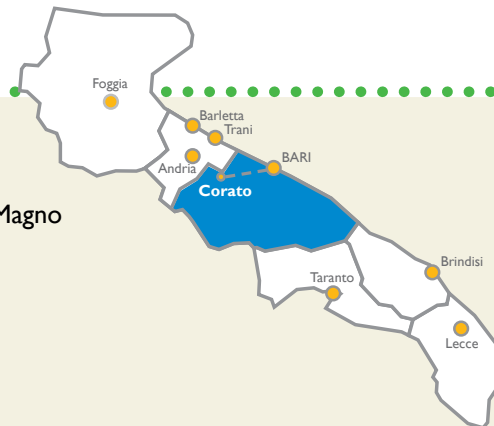 Foggia
Barletta
Trani
BARI
Andria
Corato
Magno
Brindisi
Taranto
Lecce